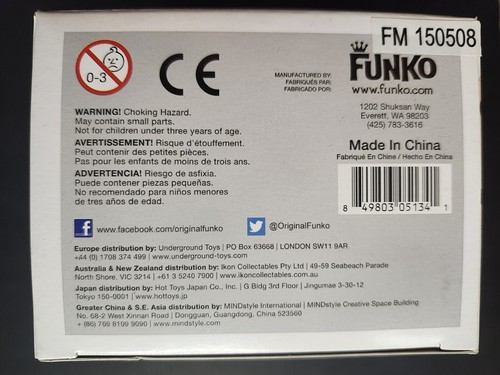 FM 150508
0-3
CE
MANUFACTURED BY:
FABRIQUÉS PAR:
FABRICADO POR:
FUNKO
www.funko.com
1202 Shuksan Way
Everett, WA 98203
(425) 783-3616
Made In China
Fabriqué En Chine / Hecho En China
8 49803 05134 1
WARNING! Choking Hazard.
May contain small parts.
Not for children under three years of age.
AVERTISSEMENT! Risque d'étouffement.
Peut contenir des petites pièces.
Pas pour les enfants de moins de trois ans.
ADVERTENCIA! Riesgo de asfixia.
Puede contener piezas pequeñas.
No recomendado para niños menores
de tres años de edad.
f www.facebook.com/originalfunko
@OriginalFunko
Europe distribution by: Underground Toys | PO Box 63668 | LONDON SW11 9AR
+44 (0) 1708 374 499 | www.underground-toys.com
Australia & New Zealand distribution by: Ikon Collectables Pty Ltd | 49-59 Seabeach Parade
North Shore, VIC 3214 | +61 3 5240 7900 | www.ikoncollectables.com.au
Japan distribution by: Hot Toys Japan Co., Inc. | G Bldg 3rd Floor | Jingumae 3-30-12
Tokyo 150-0001 | www.hottoys.jp
Greater China & S.E. Asia distribution by: MINDstyle International | MINDstyle Creative Space Building
No. 68-2 West Xinnan Road | Dongguan, Guangdong, China 523560
+ (86) 769 8109 9090 | www.mindstyle.com